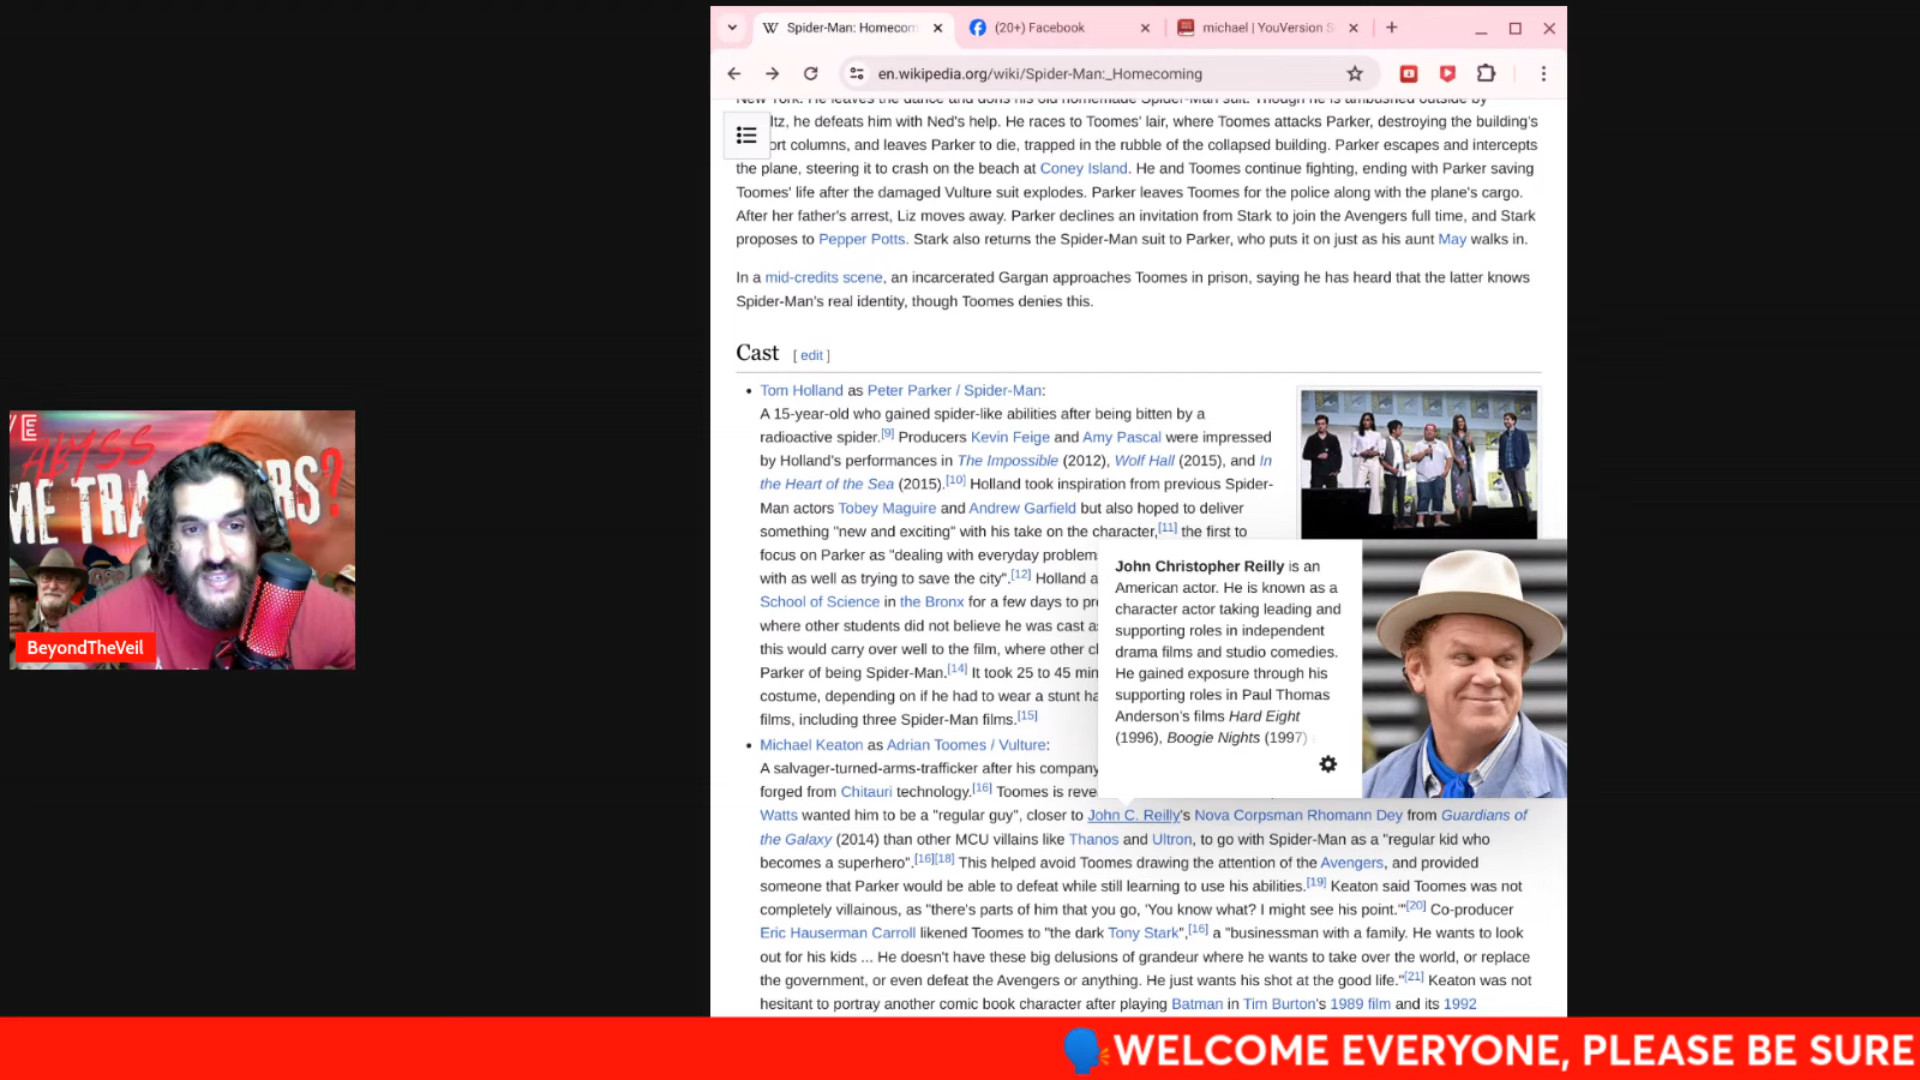 Spider-Man: Homecom
(20+) Facebook
michael | YouVersion S
en.wikipedia.org/wiki/Spider-Man:_Homecoming
New York. He leaves the dance and dons his old homemade Spider-Man suit. Though he is ambushed outside by
ltz, he defeats him with Ned's help. He races to Toomes' lair, where Toomes attacks Parker, destroying the building's
ort columns, and leaves Parker to die, trapped in the rubble of the collapsed building. Parker escapes and intercepts
the plane, steering it to crash on the beach at Coney Island. He and Toomes continue fighting, ending with Parker saving
Toomes' life after the damaged Vulture suit explodes. Parker leaves Toomes for the police along with the plane's cargo.
After her father's arrest, Liz moves away. Parker declines an invitation from Stark to join the Avengers full time, and Stark
proposes to Pepper Potts. Stark also returns the Spider-Man suit to Parker, who puts it on just as his aunt May walks in.
In a mid-credits scene, an incarcerated Gargan approaches Toomes in prison, saying he has heard that the latter knows
Spider-Man's real identity, though Toomes denies this.
Cast [ edit ]
• Tom Holland as Peter Parker / Spider-Man:
A 15-year-old who gained spider-like abilities after being bitten by a
radioactive spider.[9] Producers Kevin Feige and Amy Pascal were impressed
by Holland's performances in The Impossible (2012), Wolf Hall (2015), and In
the Heart of the Sea (2015).[10] Holland took inspiration from previous Spider-
Man actors Tobey Maguire and Andrew Garfield but also hoped to deliver
something "new and exciting" with his take on the character,[11] the first to
focus on Parker as "dealing with everyday problem
with as well as trying to save the city".[12] Holland a
School of Science in the Bronx for a few days to pr
where other students did not believe he was cast a
this would carry over well to the film, where other c
Parker of being Spider-Man.[14] It took 25 to 45 min
costume, depending on if he had to wear a stunt ha
films, including three Spider-Man films.[15]
• Michael Keaton as Adrian Toomes / Vulture:
A salvager-turned-arms-trafficker after his company
forged from Chitauri technology.[16] Toomes is reve
Watts wanted him to be a "regular guy", closer to John C. Reilly's Nova Corpsman Rhomann Dey from Guardians of
the Galaxy (2014) than other MCU villains like Thanos and Ultron, to go with Spider-Man as a "regular kid who
becomes a superhero".[16][18] This helped avoid Toomes drawing the attention of the Avengers, and provided
someone that Parker would be able to defeat while still learning to use his abilities.[19] Keaton said Toomes was not
completely villainous, as "there's parts of him that you go, 'You know what? I might see his point.'"[20] Co-producer
Eric Hauserman Carroll likened Toomes to "the dark Tony Stark",[16] a "businessman with a family. He wants to look
out for his kids ... He doesn't have these big delusions of grandeur where he wants to take over the world, or replace
the government, or even defeat the Avengers or anything. He just wants his shot at the good life."[21] Keaton was not
hesitant to portray another comic book character after playing Batman in Tim Burton's 1989 film and its 1992
John Christopher Reilly is an
American actor. He is known as a
character actor taking leading and
supporting roles in independent
drama films and studio comedies.
He gained exposure through his
supporting roles in Paul Thomas
Anderson's films Hard Eight
(1996), Boogie Nights (1997)
VE
ABYSS
ME TRA RS?
BeyondTheVeil
WELCOME EVERYONE, PLEASE BE SURE